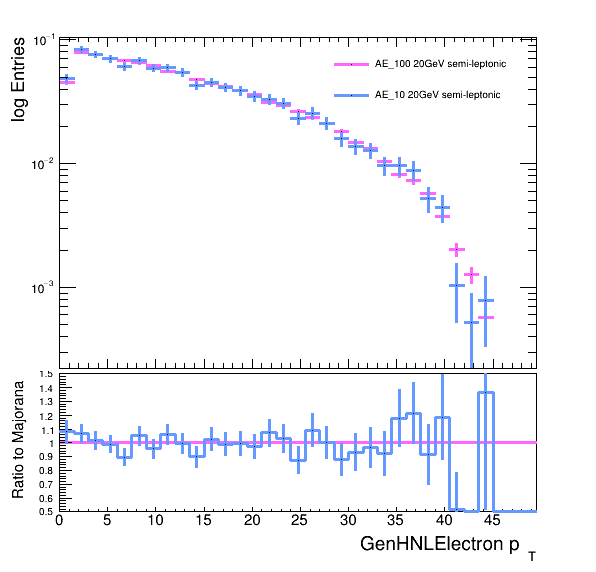 log Entries
10⁻¹
10⁻²
10⁻³
AE_100 20GeV semi-leptonic
AE_10 20GeV semi-leptonic
Ratio to Majorana
1.5
1.4
1.3
1.2
1.1
1
0.9
0.8
0.7
0.6
0.5
0 5 10 15 20 25 30 35 40 45
GenHNLElectron p_T